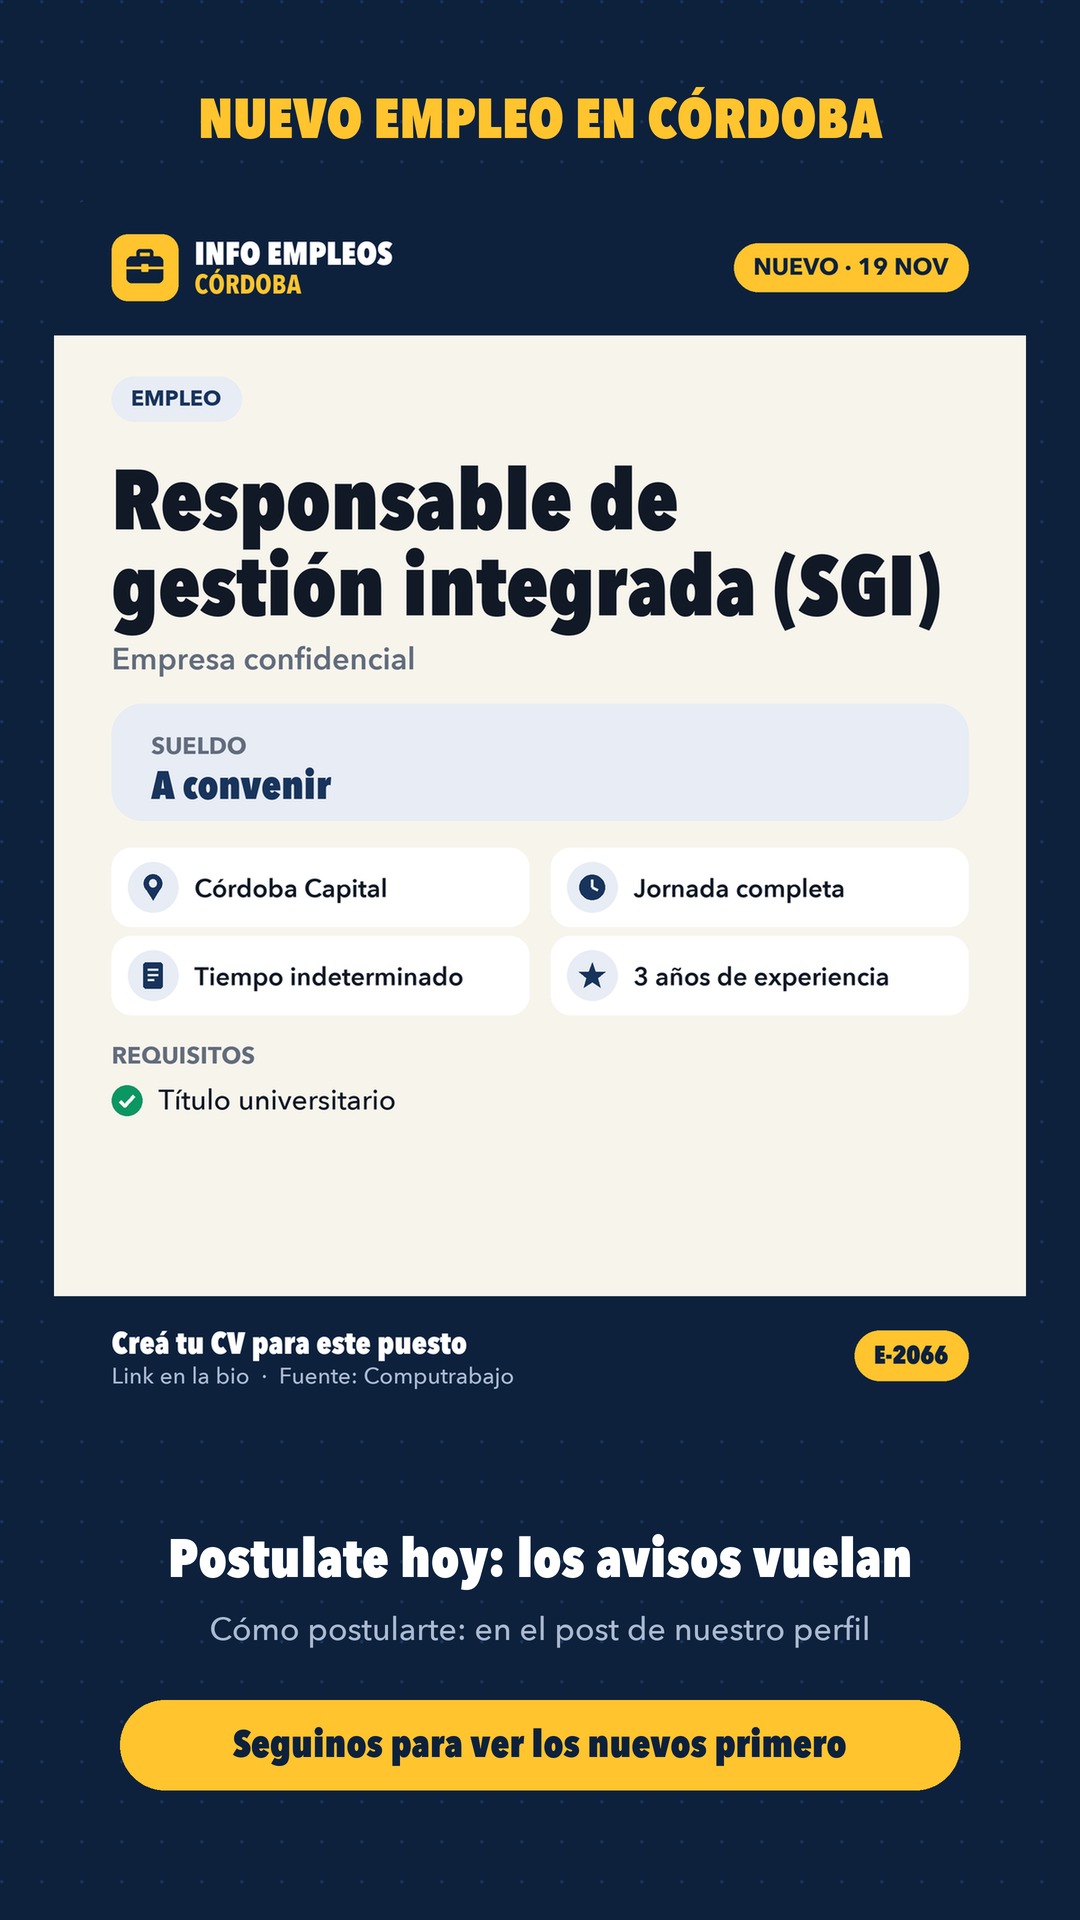 NUEVO EMPLEO EN CÓRDOBA
INFO EMPLEOS
CÓRDOBA
NUEVO · 19 NOV
EMPLEO
Responsable de
gestión integrada (SGI)
Empresa confidencial
SUELDO
A convenir
Córdoba Capital
Jornada completa
Tiempo indeterminado
3 años de experiencia
REQUISITOS
Título universitario
Creá tu CV para este puesto
Link en la bio · Fuente: Computrabajo
E-2066
Postulate hoy: los avisos vuelan
Cómo postularte: en el post de nuestro perfil
Seguinos para ver los nuevos primero